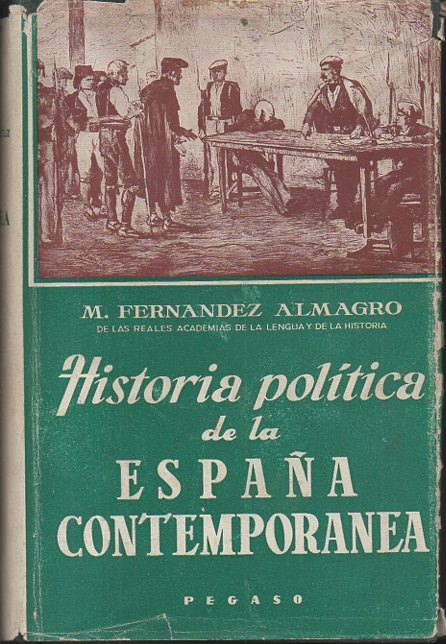 M. FERNANDEZ ALMAGRO
DE LAS REALES ACADEMIAS DE LA LENGUA Y DE LA HISTORIA
Historia política
de la
ESPAÑA
CONTEMPORANEA
PEGASO